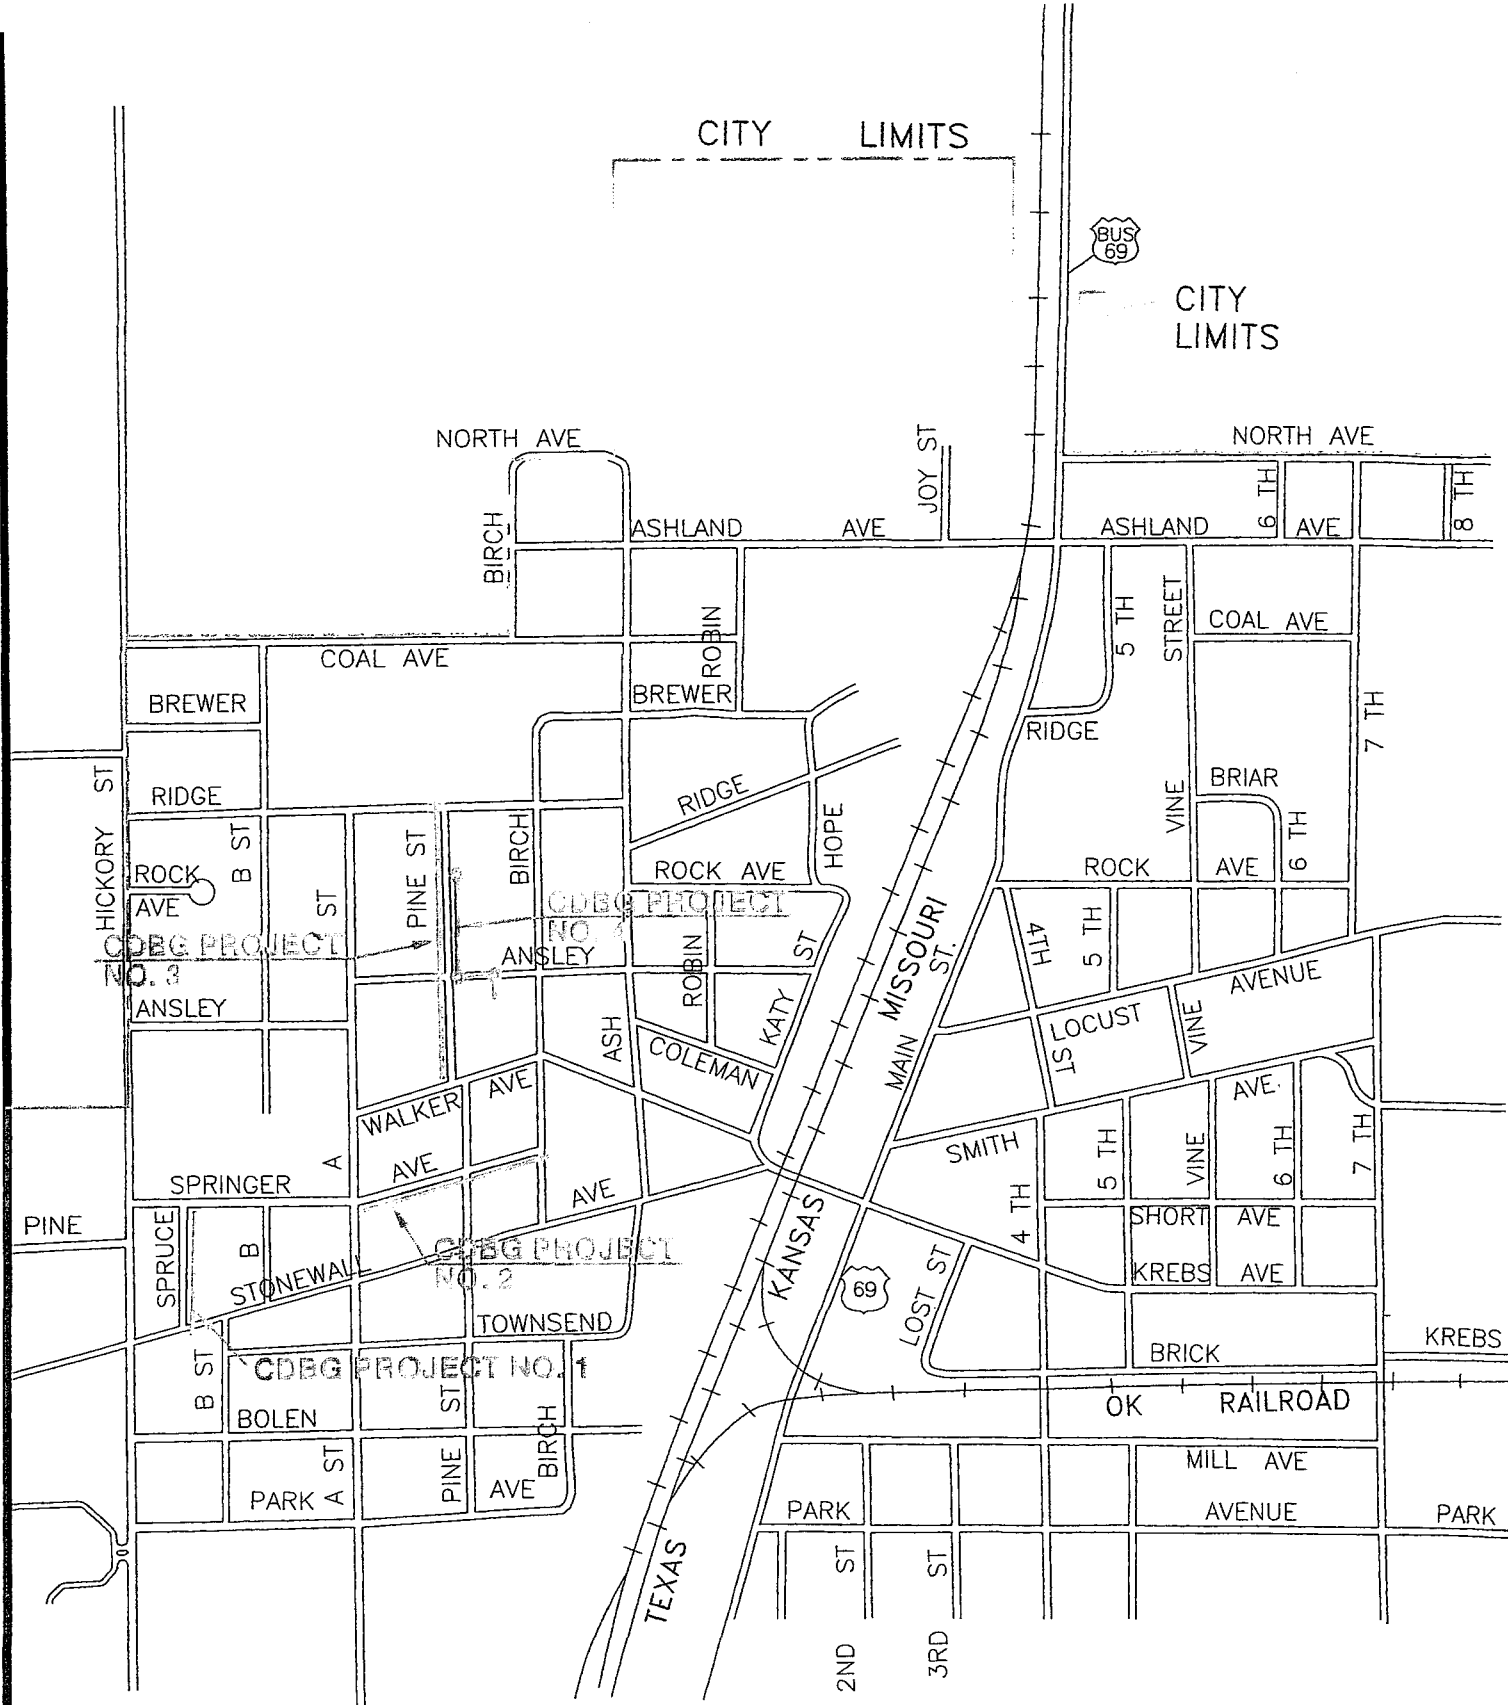 CITY LIMITS
BUS
69
CITY
LIMITS
NORTH AVE
JOY ST
NORTH AVE
6 TH
8 TH
BIRCH
ASHLAND AVE
ASHLAND AVE
ROBIN
5 TH
STREET
COAL AVE
COAL AVE
BREWER
BREWER
7 TH
RIDGE
HICKORY ST
RIDGE
RIDGE
BRIAR
B ST
PINE ST
BIRCH
HOPE
VINE
6 TH
ROCK
AVE
ROCK AVE
ROCK AVE
ST
CDBG PROJECT
NO. 4
CDBG PROJECT
NO. 3
ANSLEY
ROBIN
KATY ST
MISSOURI
MAIN ST.
4TH ST
5 TH
AVENUE
LOCUST
VINE
ANSLEY
ASH
COLEMAN
WALKER AVE
A
SPRINGER AVE
AVE
SMITH AVE.
5 TH
VINE
6 TH
7 TH
4 TH
SHORT AVE
PINE
SPRUCE
B
STONEWALL
CDBG PROJECT
NO. 2
KANSAS
69
LOST ST
KREBS AVE
TOWNSEND
BRICK
KREBS
CDBG PROJECT NO. 1
B ST
BOLEN
ST
BIRCH
OK RAILROAD
MILL AVE
PARK
A ST
PINE
AVE
PARK AVENUE PARK
TEXAS
ST
ST
2ND
3RD